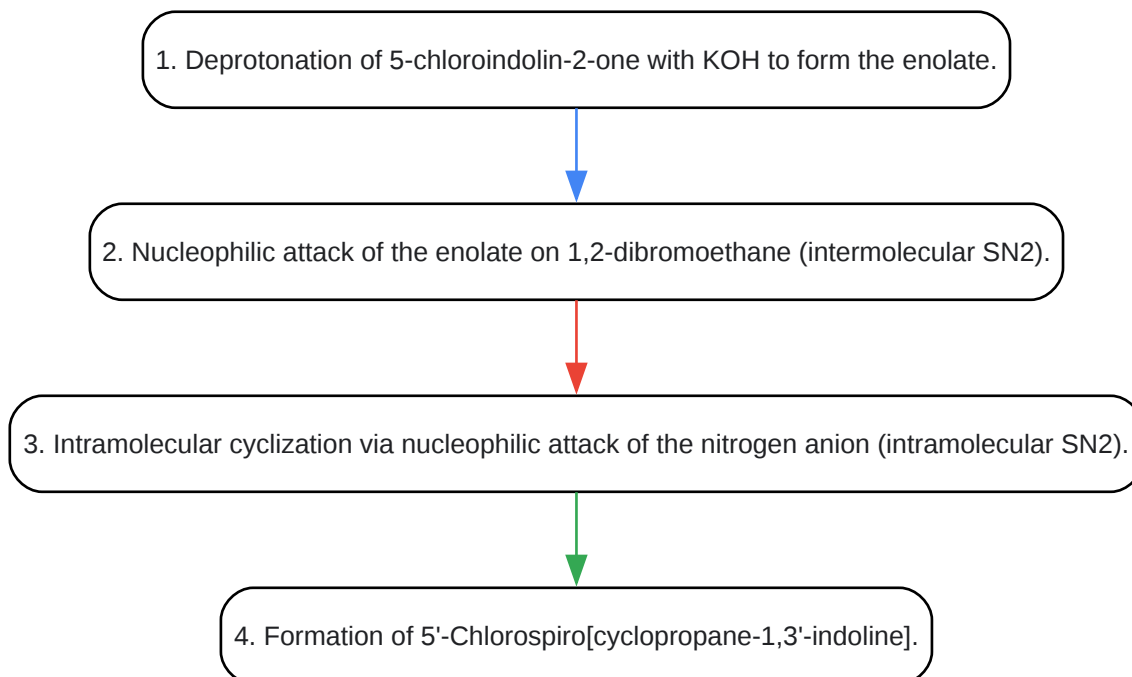 1. Deprotonation of 5-chloroindolin-2-one with KOH to form the enolate.
2. Nucleophilic attack of the enolate on 1,2-dibromoethane (intermolecular SN2).
3. Intramolecular cyclization via nucleophilic attack of the nitrogen anion (intramolecular SN2).
4. Formation of 5'-Chlorospiro[cyclopropane-1,3'-indoline].